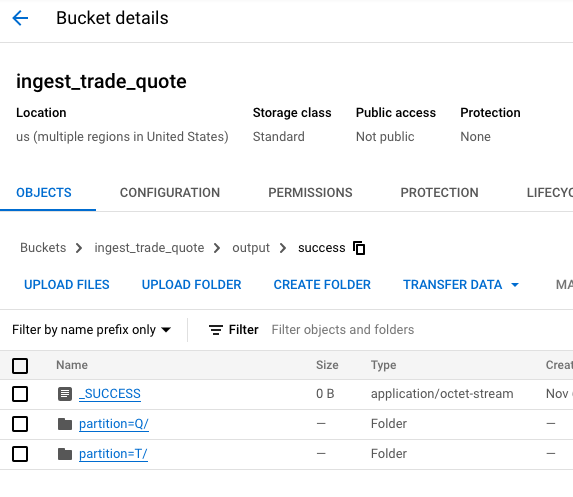 Bucket details
ingest_trade_quote
Location Storage class Public access Protection
us (multiple regions in United States) Standard Not public None
OBJECTS CONFIGURATION PERMISSIONS PROTECTION LIFECYC
Buckets > ingest_trade_quote > output > success
UPLOAD FILES UPLOAD FOLDER CREATE FOLDER TRANSFER DATA MA
Filter by name prefix only Filter Filter objects and folders
Name Size Type Creat
_SUCCESS 0 B application/octet-stream Nov
partition=Q/ — Folder —
partition=T/ — Folder —